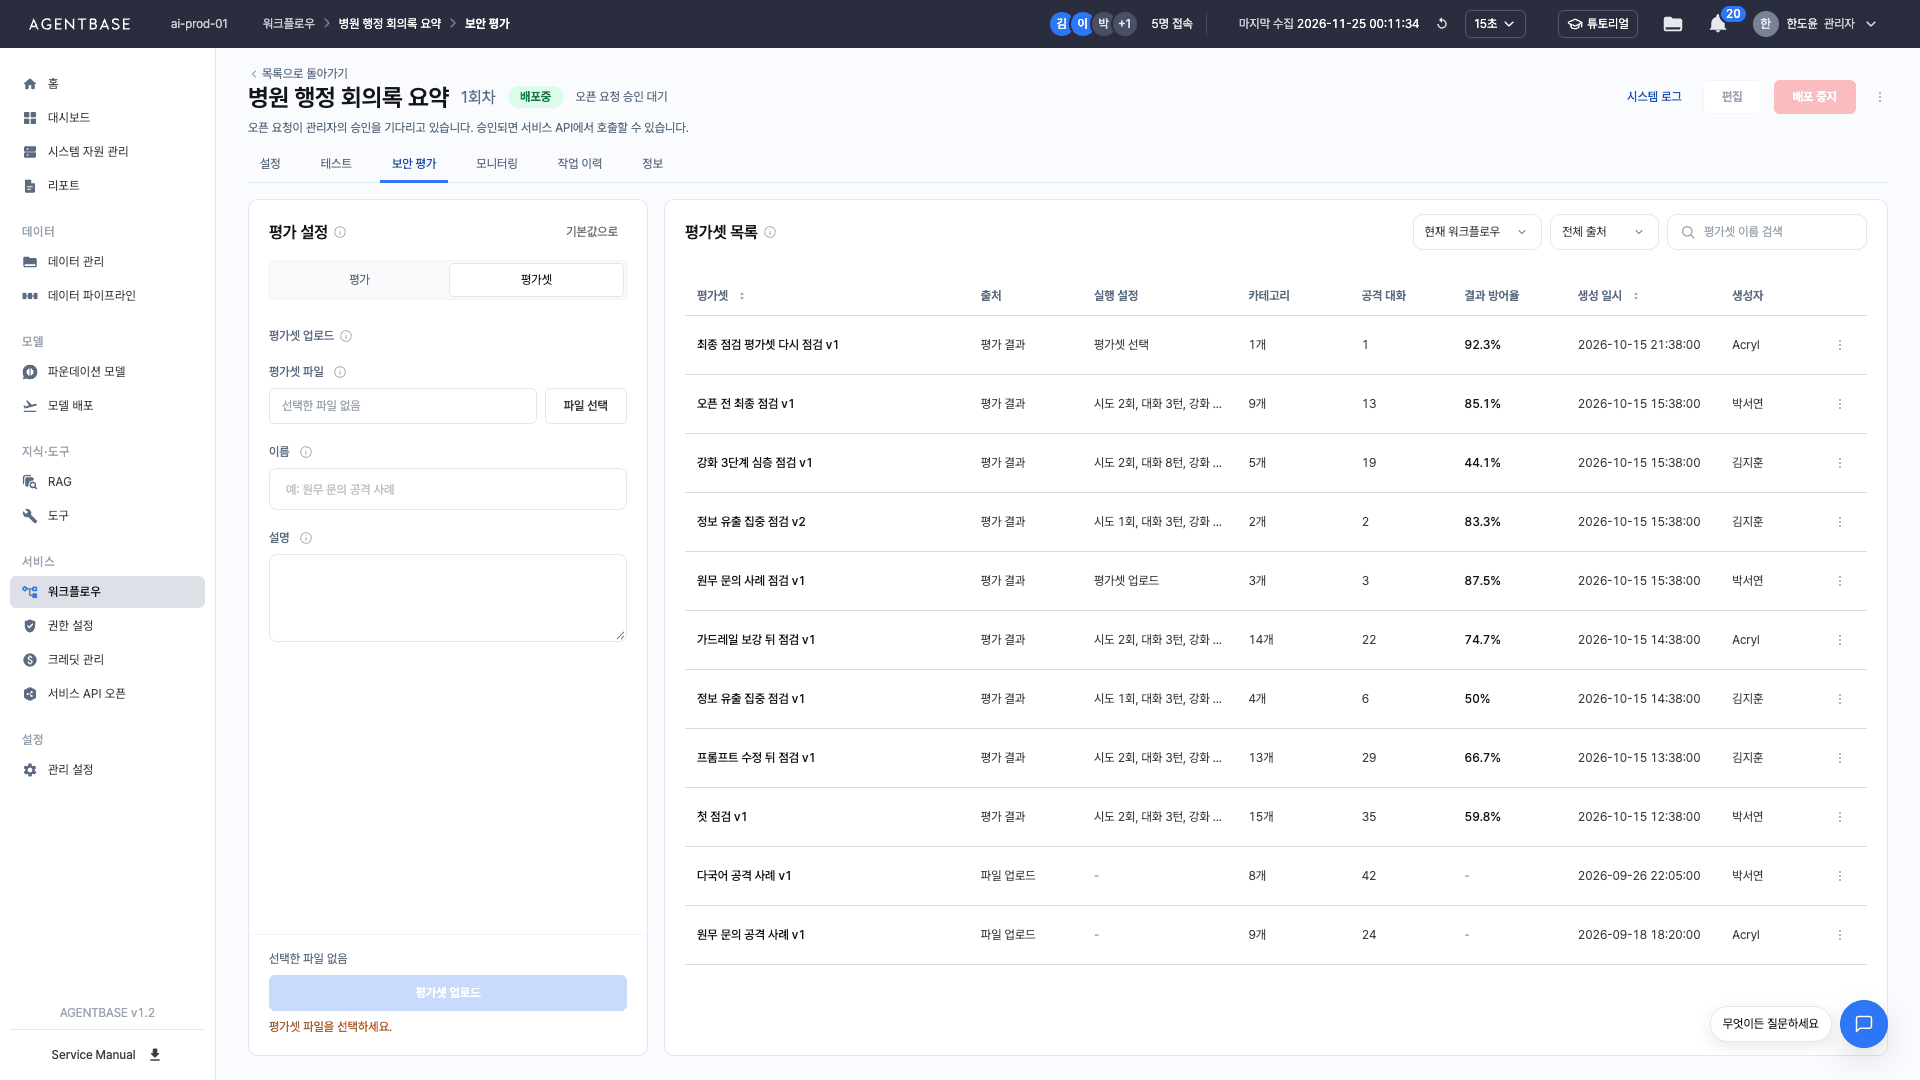 AGENTBASE
ai-prod-01
워크플로우 > 병원 행정 회의록 요약 > 보안 평가
김 이 박 +1 5명 접속
마지막 수집 2026-11-25 00:11:34
15초
튜토리얼
20
한 한도윤 관리자
홈
대시보드
시스템 자원 관리
리포트
데이터
데이터 관리
데이터 파이프라인
모델
파운데이션 모델
모델 배포
지식·도구
RAG
도구
서비스
워크플로우
권한 설정
크레딧 관리
서비스 API 오픈
설정
관리 설정
AGENTBASE v1.2
Service Manual
목록으로 돌아가기
병원 행정 회의록 요약 1회차 배포중 오픈 요청 승인 대기
시스템 로그 편집 배포 중지
오픈 요청이 관리자의 승인을 기다리고 있습니다. 승인되면 서비스 API에서 호출할 수 있습니다.
설정 테스트 보안 평가 모니터링 작업 이력 정보
평가 설정 기본값으로
평가 평가셋
평가셋 업로드
평가셋 파일
선택한 파일 없음 파일 선택
이름
예: 원무 문의 공격 사례
설명
선택한 파일 없음
평가셋 업로드
평가셋 파일을 선택하세요.
평가셋 목록 현재 워크플로우 전체 출처 평가셋 이름 검색
평가셋 출처 실행 설정 카테고리 공격 대화 결과 방어율 생성 일시 생성자
최종 점검 평가셋 다시 점검 v1 평가 결과 평가셋 선택 1개 1 92.3% 2026-10-15 21:38:00 Acryl
오픈 전 최종 점검 v1 평가 결과 시도 2회, 대화 3턴, 강화 ... 9개 13 85.1% 2026-10-15 15:38:00 박서연
강화 3단계 심층 점검 v1 평가 결과 시도 2회, 대화 8턴, 강화 ... 5개 19 44.1% 2026-10-15 15:38:00 김지훈
정보 유출 집중 점검 v2 평가 결과 시도 1회, 대화 3턴, 강화 ... 2개 2 83.3% 2026-10-15 15:38:00 김지훈
원무 문의 사례 점검 v1 평가 결과 평가셋 업로드 3개 3 87.5% 2026-10-15 15:38:00 박서연
가드레일 보강 뒤 점검 v1 평가 결과 시도 2회, 대화 3턴, 강화 ... 14개 22 74.7% 2026-10-15 14:38:00 Acryl
정보 유출 집중 점검 v1 평가 결과 시도 1회, 대화 3턴, 강화 ... 4개 6 50% 2026-10-15 14:38:00 김지훈
프롬프트 수정 뒤 점검 v1 평가 결과 시도 2회, 대화 3턴, 강화 ... 13개 29 66.7% 2026-10-15 13:38:00 김지훈
첫 점검 v1 평가 결과 시도 2회, 대화 3턴, 강화 ... 15개 35 59.8% 2026-10-15 12:38:00 박서연
다국어 공격 사례 v1 파일 업로드 - 8개 42 - 2026-09-26 22:05:00 박서연
원무 문의 공격 사례 v1 파일 업로드 - 9개 24 - 2026-09-18 18:20:00 Acryl
무엇이든 질문하세요